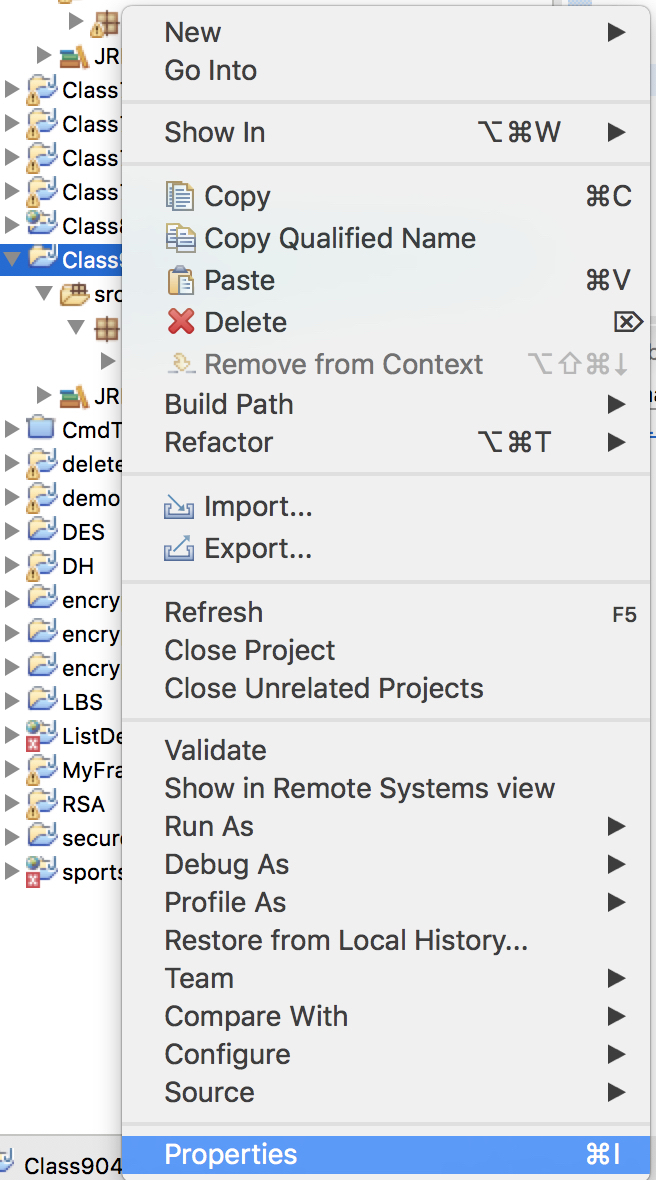 New
Go Into
Show In ⌥⌘W
Copy ⌘C
Copy Qualified Name
Paste ⌘V
Delete ⌦
Remove from Context ⌥⇧⌘↓
Build Path
Refactor ⌥⌘T
Import...
Export...
Refresh F5
Close Project
Close Unrelated Projects
Validate
Show in Remote Systems view
Run As
Debug As
Profile As
Restore from Local History...
Team
Compare With
Configure
Source
Properties ⌘I
JR
Class
Class
Class
Class
Class
Class9
src
JR
CmdT
delete
demo
DES
DH
encry
encry
encry
LBS
ListDe
MyFra
RSA
secure
sports
Class904